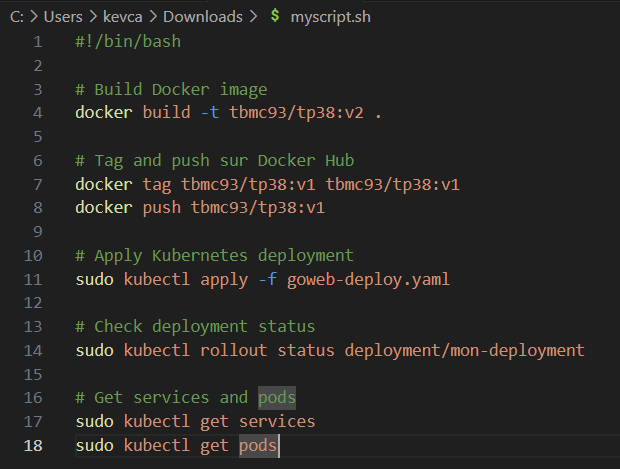 C: > Users > kevca > Downloads > $ myscript.sh
1 #!/bin/bash
2
3 # Build Docker image
4 docker build -t tbmc93/tp38:v2 .
5
6 # Tag and push sur Docker Hub
7 docker tag tbmc93/tp38:v1 tbmc93/tp38:v1
8 docker push tbmc93/tp38:v1
9
10 # Apply Kubernetes deployment
11 sudo kubectl apply -f goweb-deploy.yaml
12
13 # Check deployment status
14 sudo kubectl rollout status deployment/mon-deployment
15
16 # Get services and pods
17 sudo kubectl get services
18 sudo kubectl get pods